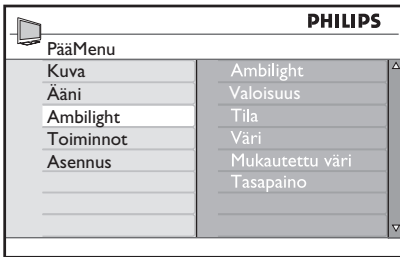 PHILIPS
PääMenu
Kuva
Ääni
Ambilight
Toiminnot
Asennus
Ambilight
Valoisuus
Tila
Väri
Mukautettu väri
Tasapaino